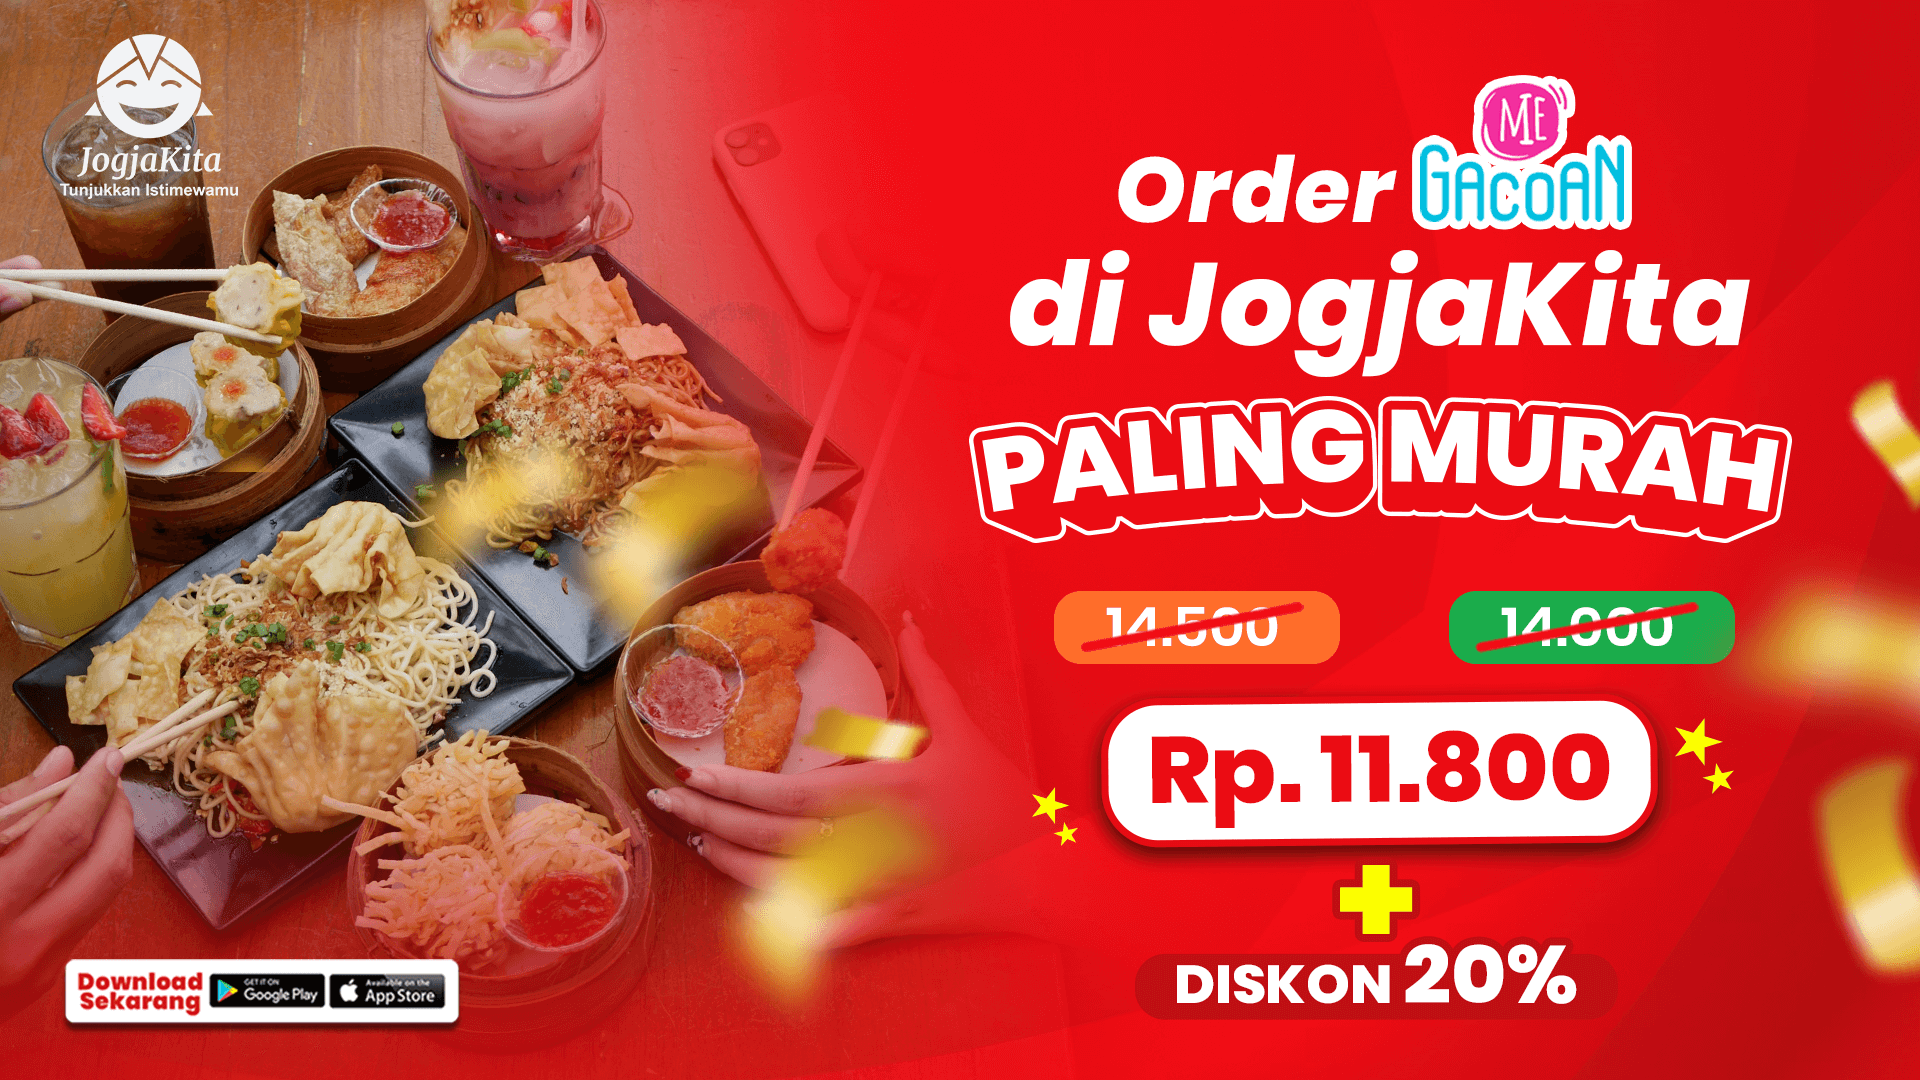 JogjaKita
Tunjukkan Istimewamu
Order ME GACOAN
di JogjaKita
PALING MURAH
14.500 14.000
Rp. 11.800
DISKON 20%
Download Sekarang
GET IT ON
Google Play
Available on the
App Store